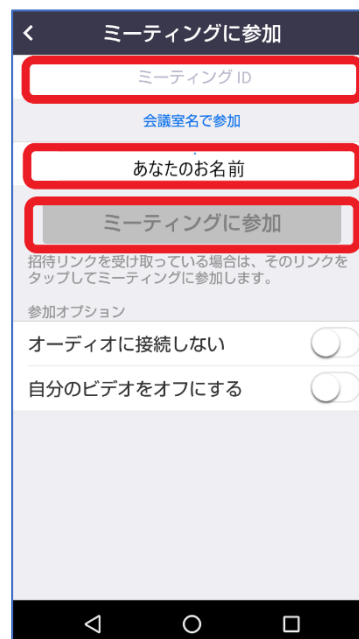 ミーティングに参加
ミーティング ID
会議室名で参加
あなたのお名前
ミーティングに参加
招待リンクを受け取っている場合は、そのリンクを
タップしてミーティングに参加します。
参加オプション
オーディオに接続しない
自分のビデオをオフにする